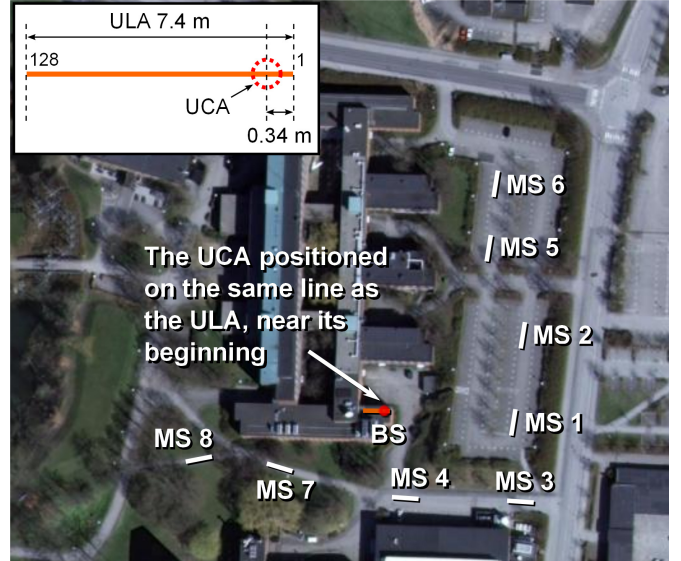 ULA 7.4 m
128
1
UCA
0.34 m
MS 6
The UCA positioned
on the same line as
the ULA, near its
beginning
MS 5
MS 2
MS 1
BS
MS 8
MS 7
MS 4
MS 3